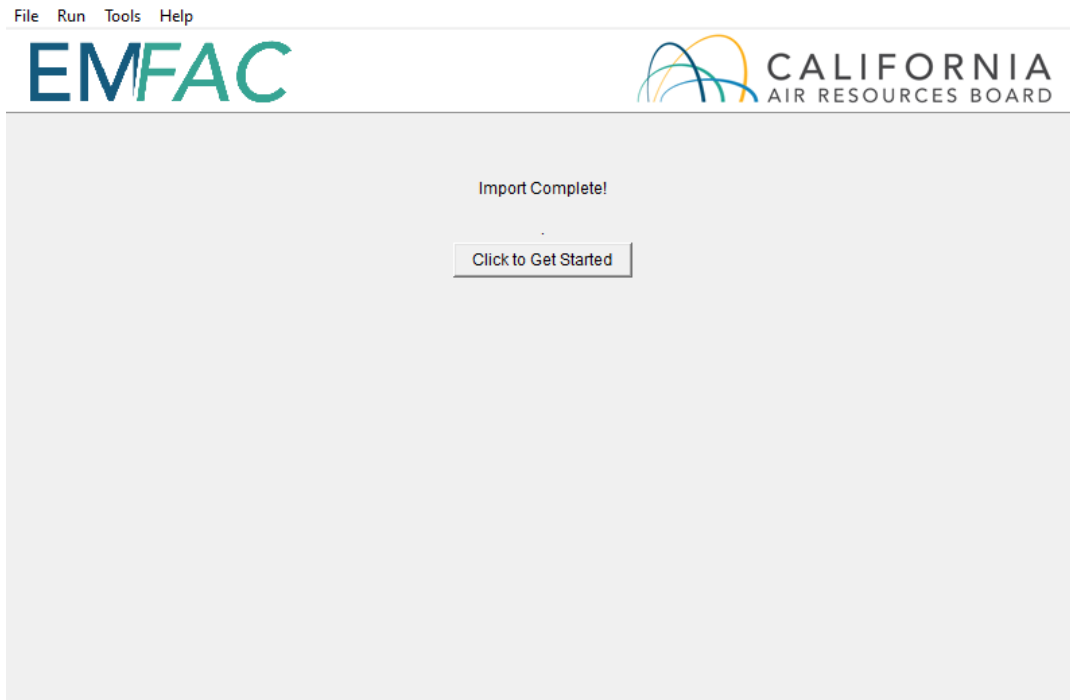 File Run Tools Help
EMFAC
CALIFORNIA
AIR RESOURCES BOARD
Import Complete!
.
Click to Get Started